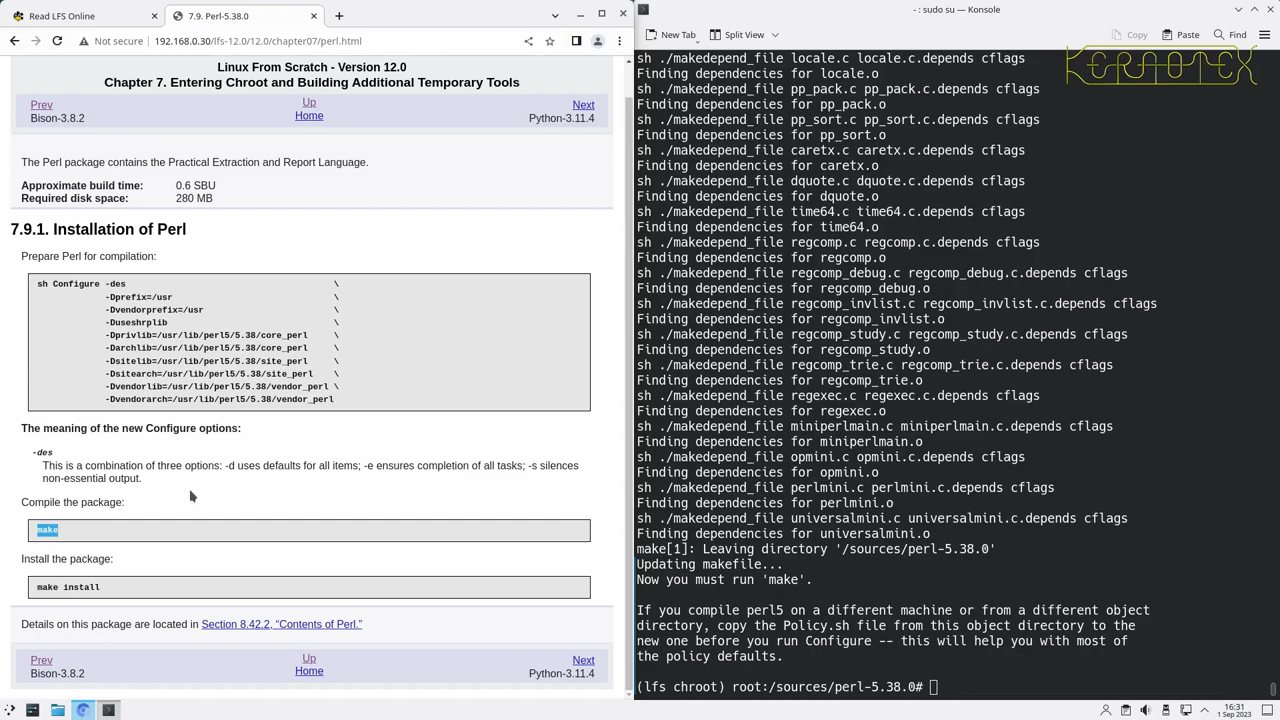 Read LFS Online
7.9. Perl-5.38.0
Not secure
192.168.0.30/lfs-12.0/12.0/chapter07/perl.html
Linux From Scratch - Version 12.0
Chapter 7. Entering Chroot and Building Additional Temporary Tools
Prev
Up
Next
Bison-3.8.2
Home
Python-3.11.4
The Perl package contains the Practical Extraction and Report Language.
Approximate build time: 0.6 SBU
Required disk space: 280 MB
7.9.1. Installation of Perl
Prepare Perl for compilation:
sh Configure -des \
-Dprefix=/usr \
-Dvendorprefix=/usr \
-Duseshrplib \
-Dprivlib=/usr/lib/perl5/5.38/core_perl \
-Darchlib=/usr/lib/perl5/5.38/core_perl \
-Dsitelib=/usr/lib/perl5/5.38/site_perl \
-Dsitearch=/usr/lib/perl5/5.38/site_perl \
-Dvendorlib=/usr/lib/perl5/5.38/vendor_perl \
-Dvendorarch=/usr/lib/perl5/5.38/vendor_perl
The meaning of the new Configure options:
-des
This is a combination of three options: -d uses defaults for all items; -e ensures completion of all tasks; -s silences
non-essential output.
Compile the package:
make
Install the package:
make install
Details on this package are located in Section 8.42.2, “Contents of Perl.”
Prev
Up
Next
Bison-3.8.2
Home
Python-3.11.4
- : sudo su — Konsole
New Tab
Split View
Copy
Paste
Find
KERNOTEX
sh ./makedepend_file locale.c locale.c.depends cflags
Finding dependencies for locale.o
sh ./makedepend_file pp_pack.c pp_pack.c.depends cflags
Finding dependencies for pp_pack.o
sh ./makedepend_file pp_sort.c pp_sort.c.depends cflags
Finding dependencies for pp_sort.o
sh ./makedepend_file caretx.c caretx.c.depends cflags
Finding dependencies for caretx.o
sh ./makedepend_file dquote.c dquote.c.depends cflags
Finding dependencies for dquote.o
sh ./makedepend_file time64.c time64.c.depends cflags
Finding dependencies for time64.o
sh ./makedepend_file regcomp.c regcomp.c.depends cflags
Finding dependencies for regcomp.o
sh ./makedepend_file regcomp_debug.c regcomp_debug.c.depends cflags
Finding dependencies for regcomp_debug.o
sh ./makedepend_file regcomp_invlist.c regcomp_invlist.c.depends cflags
Finding dependencies for regcomp_invlist.o
sh ./makedepend_file regcomp_study.c regcomp_study.c.depends cflags
Finding dependencies for regcomp_study.o
sh ./makedepend_file regcomp_trie.c regcomp_trie.c.depends cflags
Finding dependencies for regcomp_trie.o
sh ./makedepend_file regexec.c regexec.c.depends cflags
Finding dependencies for regexec.o
sh ./makedepend_file miniperlmain.c miniperlmain.c.depends cflags
Finding dependencies for miniperlmain.o
sh ./makedepend_file opmini.c opmini.c.depends cflags
Finding dependencies for opmini.o
sh ./makedepend_file perlmini.c perlmini.c.depends cflags
Finding dependencies for perlmini.o
sh ./makedepend_file universalmini.c universalmini.c.depends cflags
Finding dependencies for universalmini.o
make[1]: Leaving directory '/sources/perl-5.38.0'
Updating makefile...
Now you must run 'make'.
If you compile perl5 on a different machine or from a different object
directory, copy the Policy.sh file from this object directory to the
new one before you run Configure -- this will help you with most of
the policy defaults.
(lfs chroot) root:/sources/perl-5.38.0#
16:31
1 Sep 2023